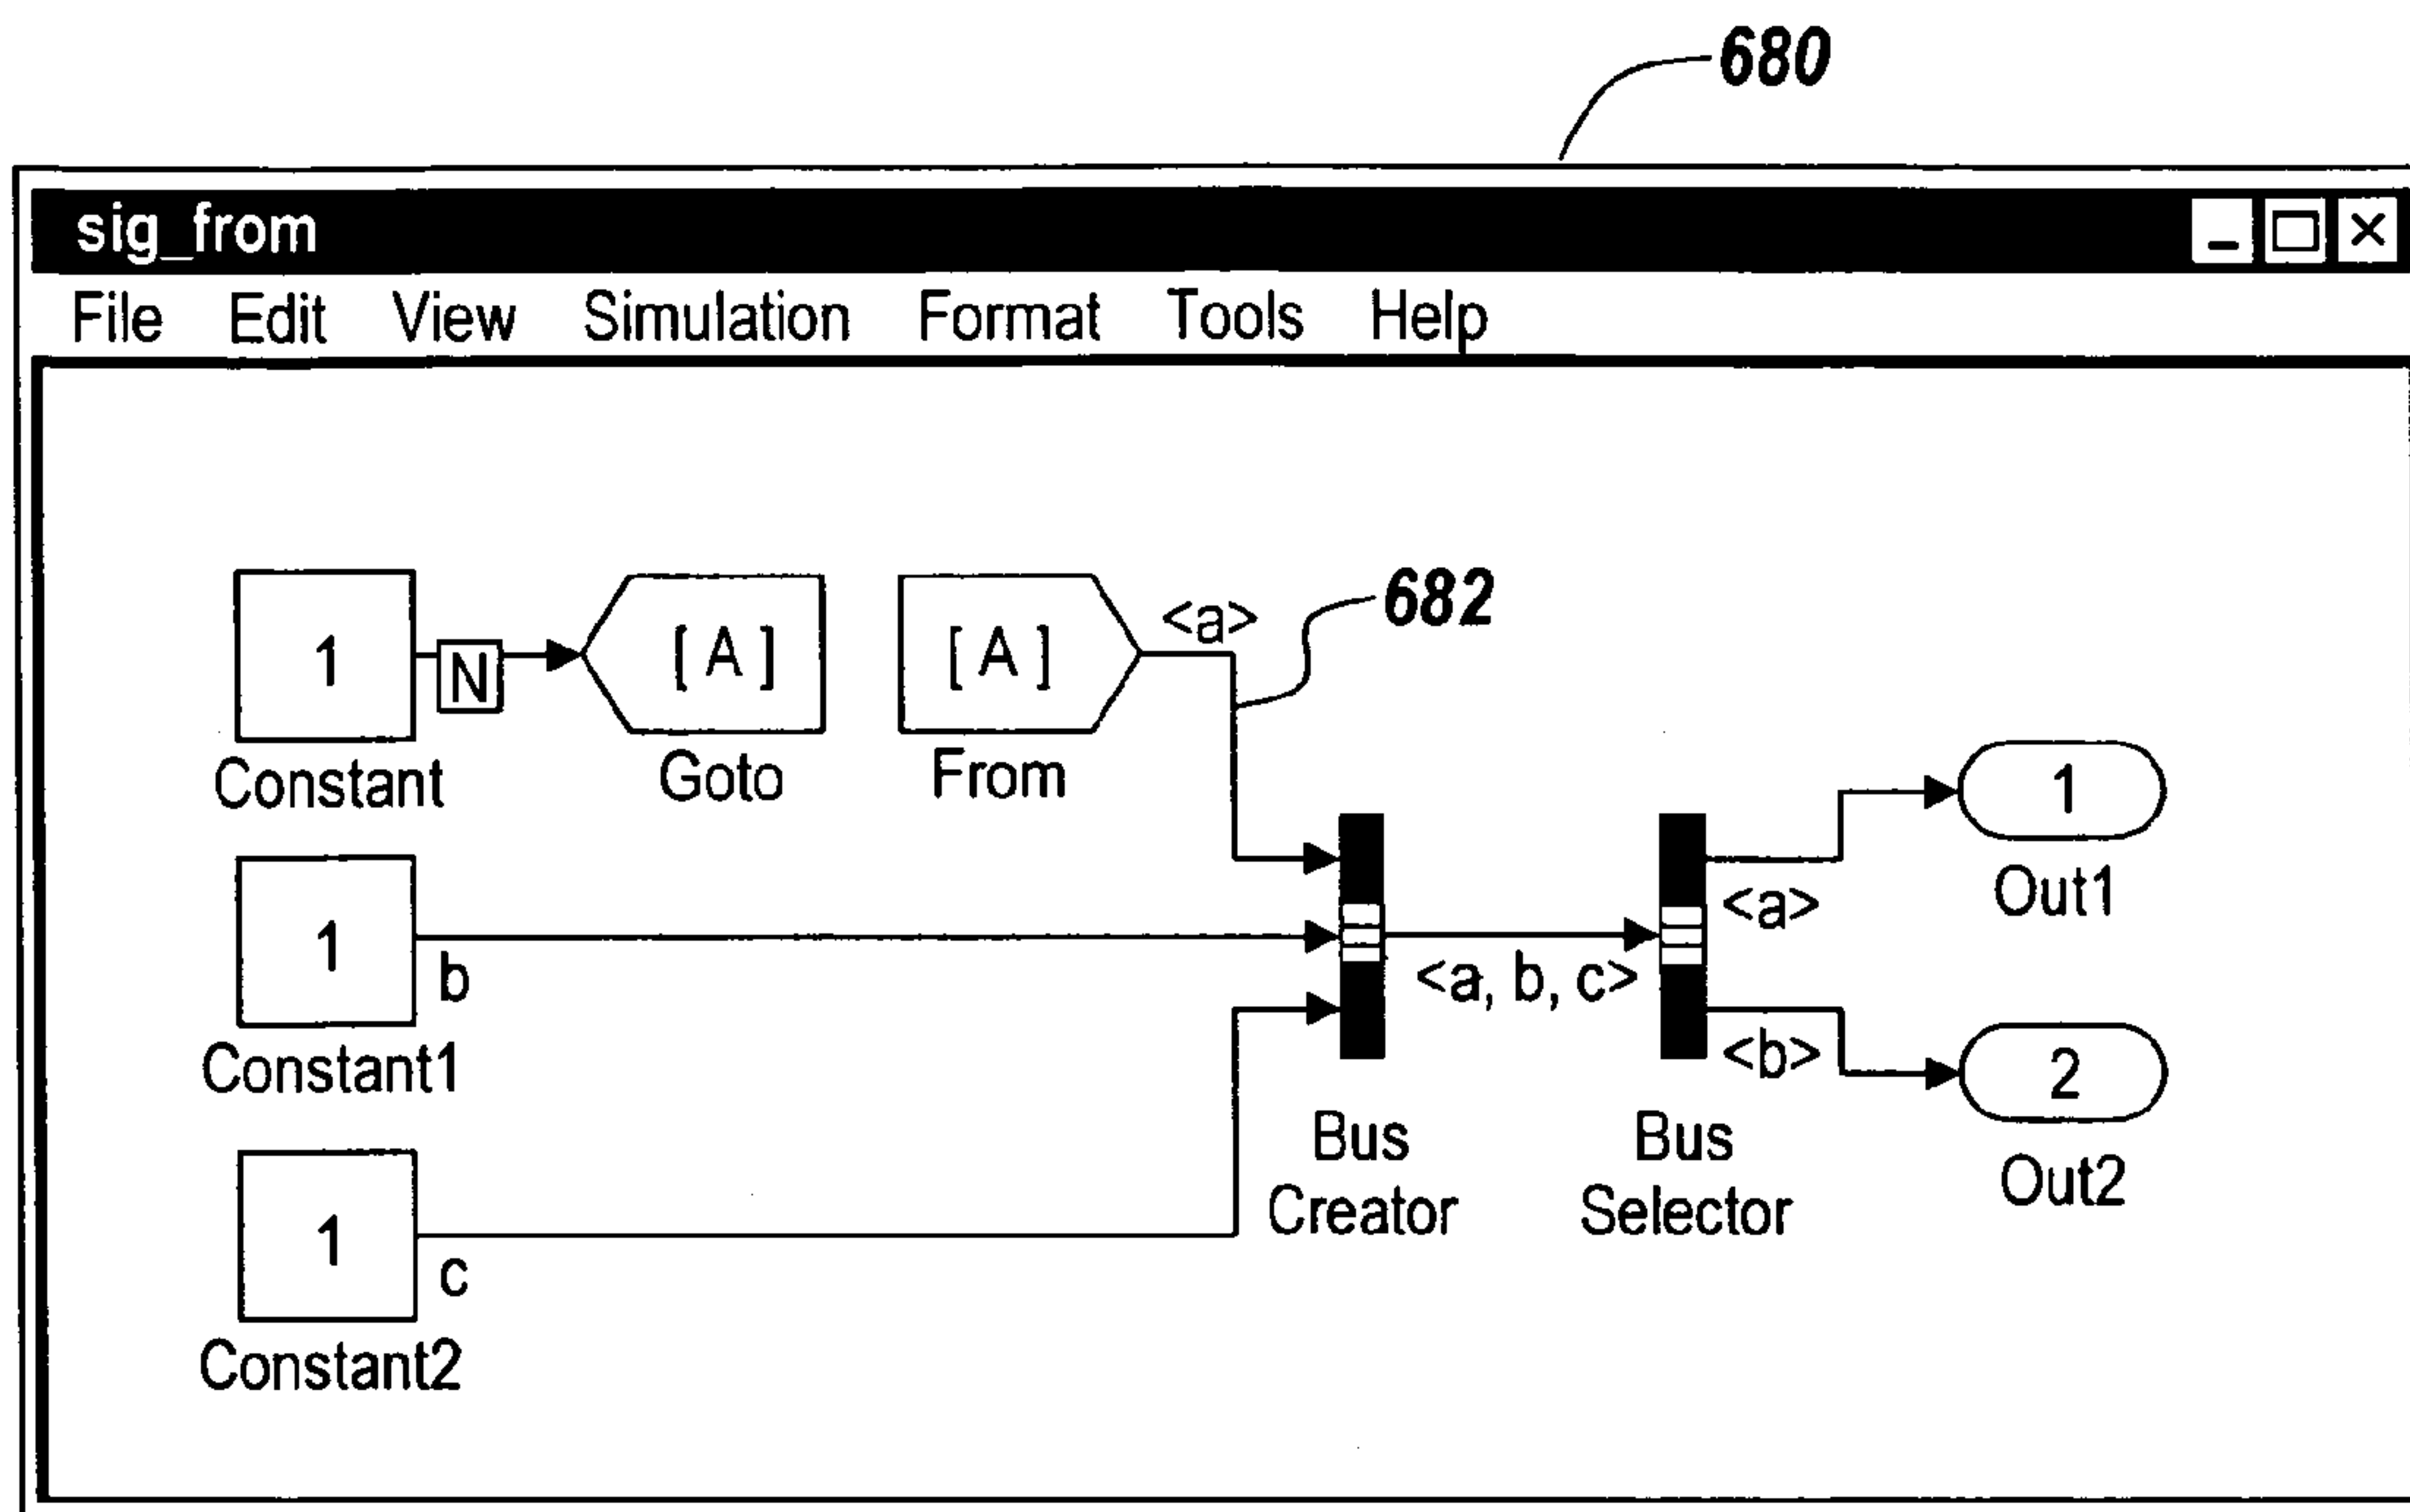 680
sig_from
File Edit View Simulation Format Tools Help
<a> 682
1 N [ A ] [ A ]
Constant Goto From
1
Out1
<a>
1
b
<a, b, c>
Constant1
<b>
2
Bus Creator
Bus Selector
Out2
1
c
Constant2